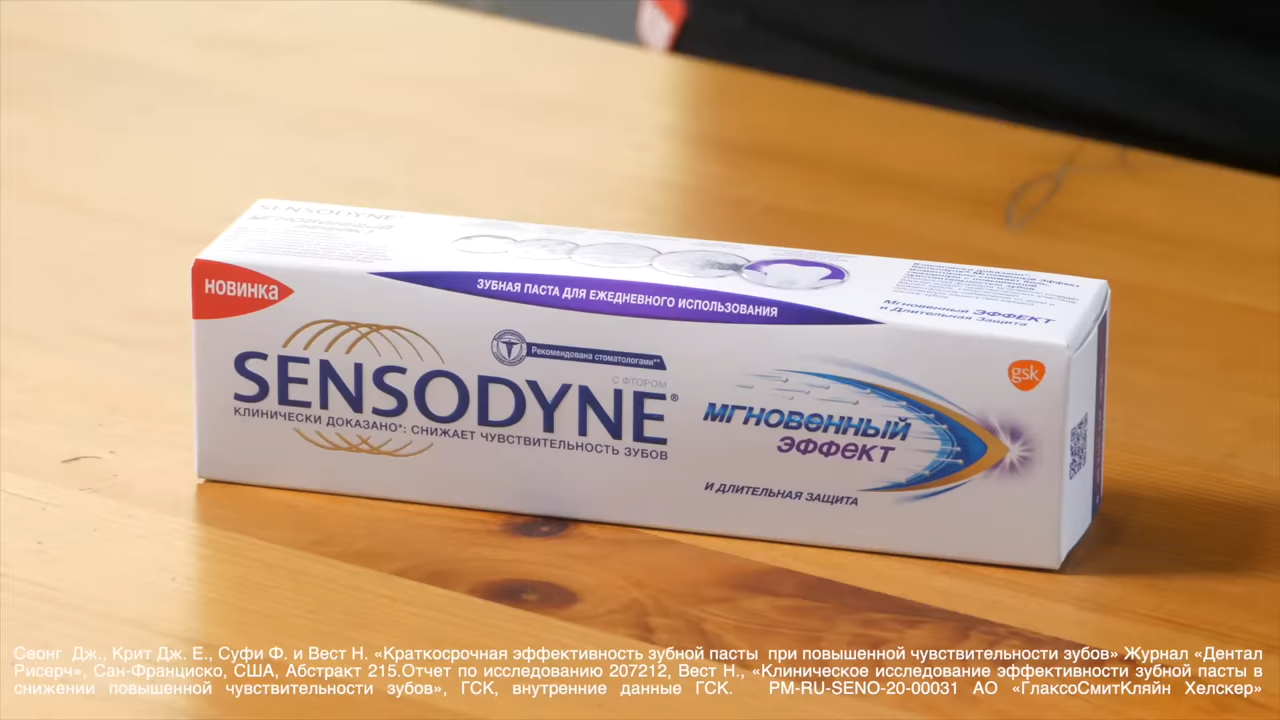 SENSODYNE
МГНОВЕННЫЙ
ЭФФЕКТ
Мгновенный ЭФФЕКТ
и Длительная Защита
НОВИНКА
ЗУБНАЯ ПАСТА ДЛЯ ЕЖЕДНЕВНОГО ИСПОЛЬЗОВАНИЯ
Рекомендована стоматологами**
С ФТОРОМ
SENSODYNE®
КЛИНИЧЕСКИ ДОКАЗАНО*: СНИЖАЕТ ЧУВСТВИТЕЛЬНОСТЬ ЗУБОВ
МГНОВЕННЫЙ
ЭФФЕКТ
И ДЛИТЕЛЬНАЯ ЗАЩИТА
gsk
Сеонг Дж., Крит Дж. Е., Суфи Ф. и Вест Н. «Краткосрочная эффективность зубной пасты при повышенной чувствительности зубов» Журнал «Дентал
Рисерч», Сан-Франциско, США, Абстракт 215.Отчет по исследованию 207212, Вест Н., «Клиническое исследование эффективности зубной пасты в
снижении повышенной чувствительности зубов», ГСК, внутренние данные ГСК. PM-RU-SENO-20-00031 АО «ГлаксоСмитКляйн Хелскер»